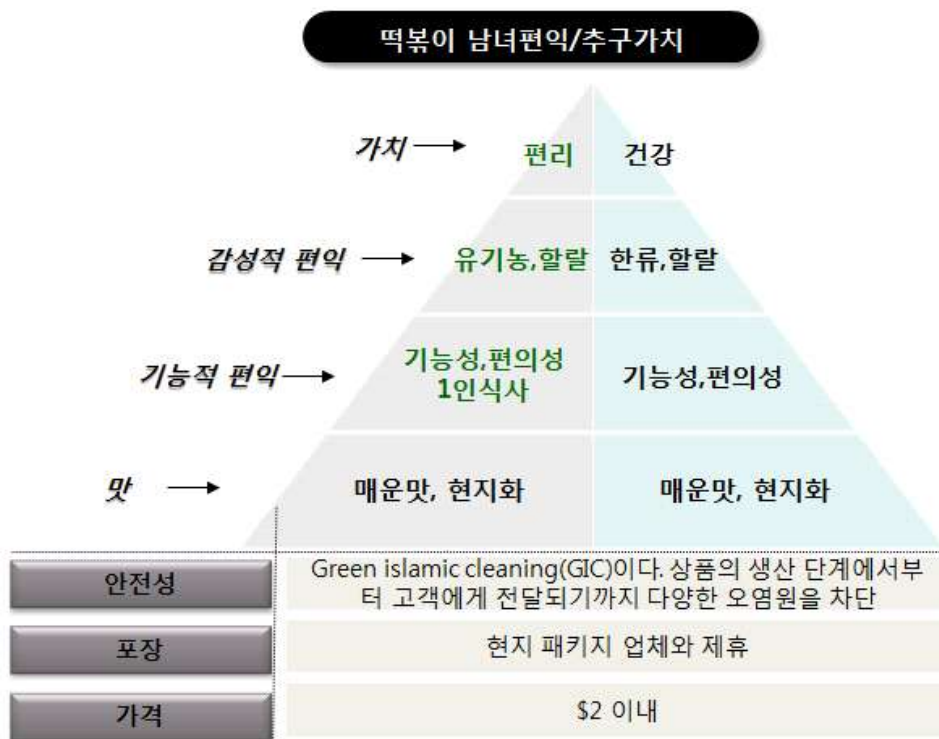 떡볶이 남녀편익/추구가치
가치
편리
건강
감성적 편익
유기농,할랄
한류,할랄
기능적 편익
기능성,편의성
1인식사
기능성,편의성
맛
매운맛, 현지화
매운맛, 현지화
안전성
Green islamic cleaning(GIC)이다. 상품의 생산 단계에서부
터 고객에게 전달되기까지 다양한 오염원을 차단
포장
현지 패키지 업체와 제휴
가격
$2 이내